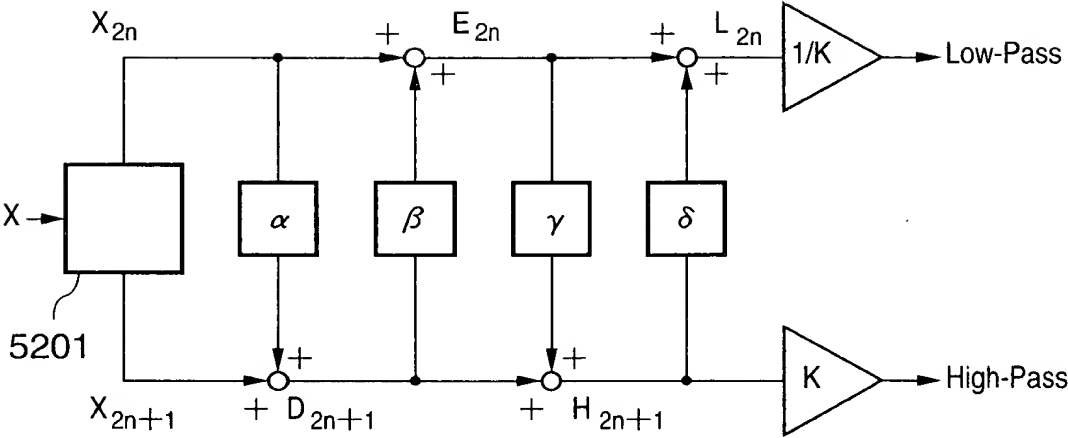 X₂ₙ + E₂ₙ + L₂ₙ
+ + 1/K Low-Pass
X α β γ δ
5201
+ + K High-Pass
X₂ₙ₊₁ + D₂ₙ₊₁ + H₂ₙ₊₁